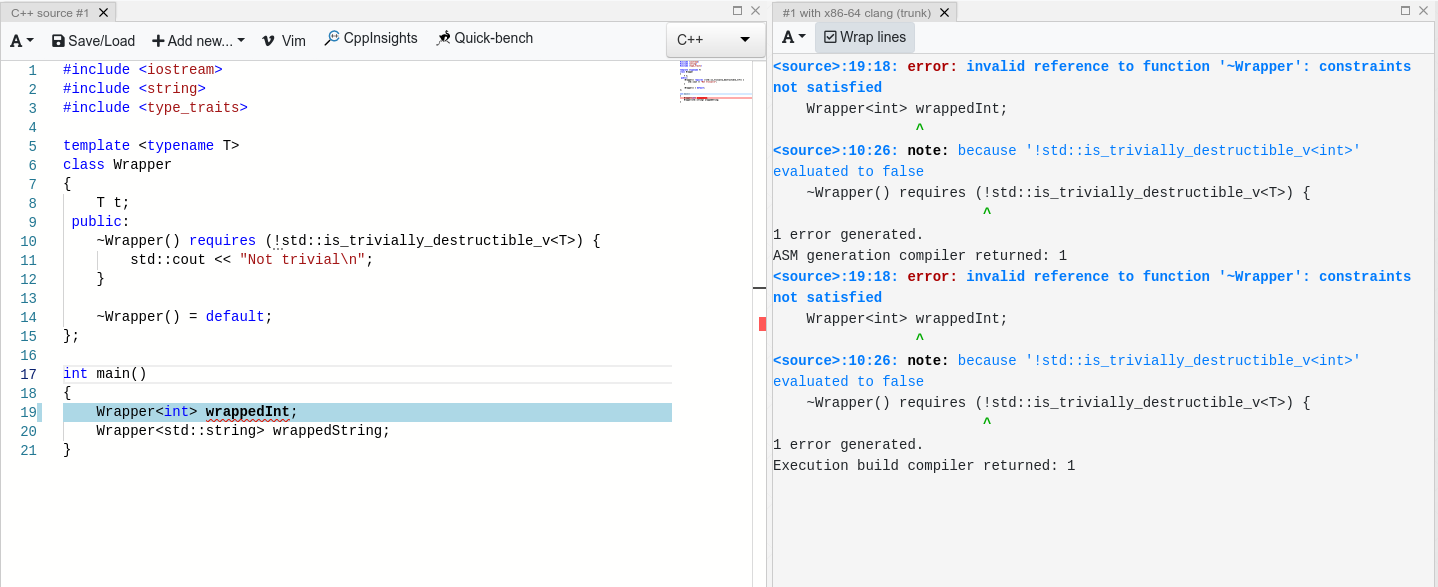 C++ source #1
A
Save/Load
Add new...
Vim
CppInsights
Quick-bench
C++
1 #include <iostream>
2 #include <string>
3 #include <type_traits>
4
5 template <typename T>
6 class Wrapper
7 {
8     T t;
9  public:
10     ~Wrapper() requires (!std::is_trivially_destructible_v<T>) {
11         std::cout << "Not trivial\n";
12     }
13
14     ~Wrapper() = default;
15 };
16
17 int main()
18 {
19     Wrapper<int> wrappedInt;
20     Wrapper<std::string> wrappedString;
21 }
#1 with x86-64 clang (trunk)
A
Wrap lines
<source>:19:18: error: invalid reference to function '~Wrapper': constraints
not satisfied
    Wrapper<int> wrappedInt;
                 ^
<source>:10:26: note: because '!std::is_trivially_destructible_v<int>'
evaluated to false
    ~Wrapper() requires (!std::is_trivially_destructible_v<T>) {
                         ^
1 error generated.
ASM generation compiler returned: 1
<source>:19:18: error: invalid reference to function '~Wrapper': constraints
not satisfied
    Wrapper<int> wrappedInt;
                 ^
<source>:10:26: note: because '!std::is_trivially_destructible_v<int>'
evaluated to false
    ~Wrapper() requires (!std::is_trivially_destructible_v<T>) {
                         ^
1 error generated.
Execution build compiler returned: 1